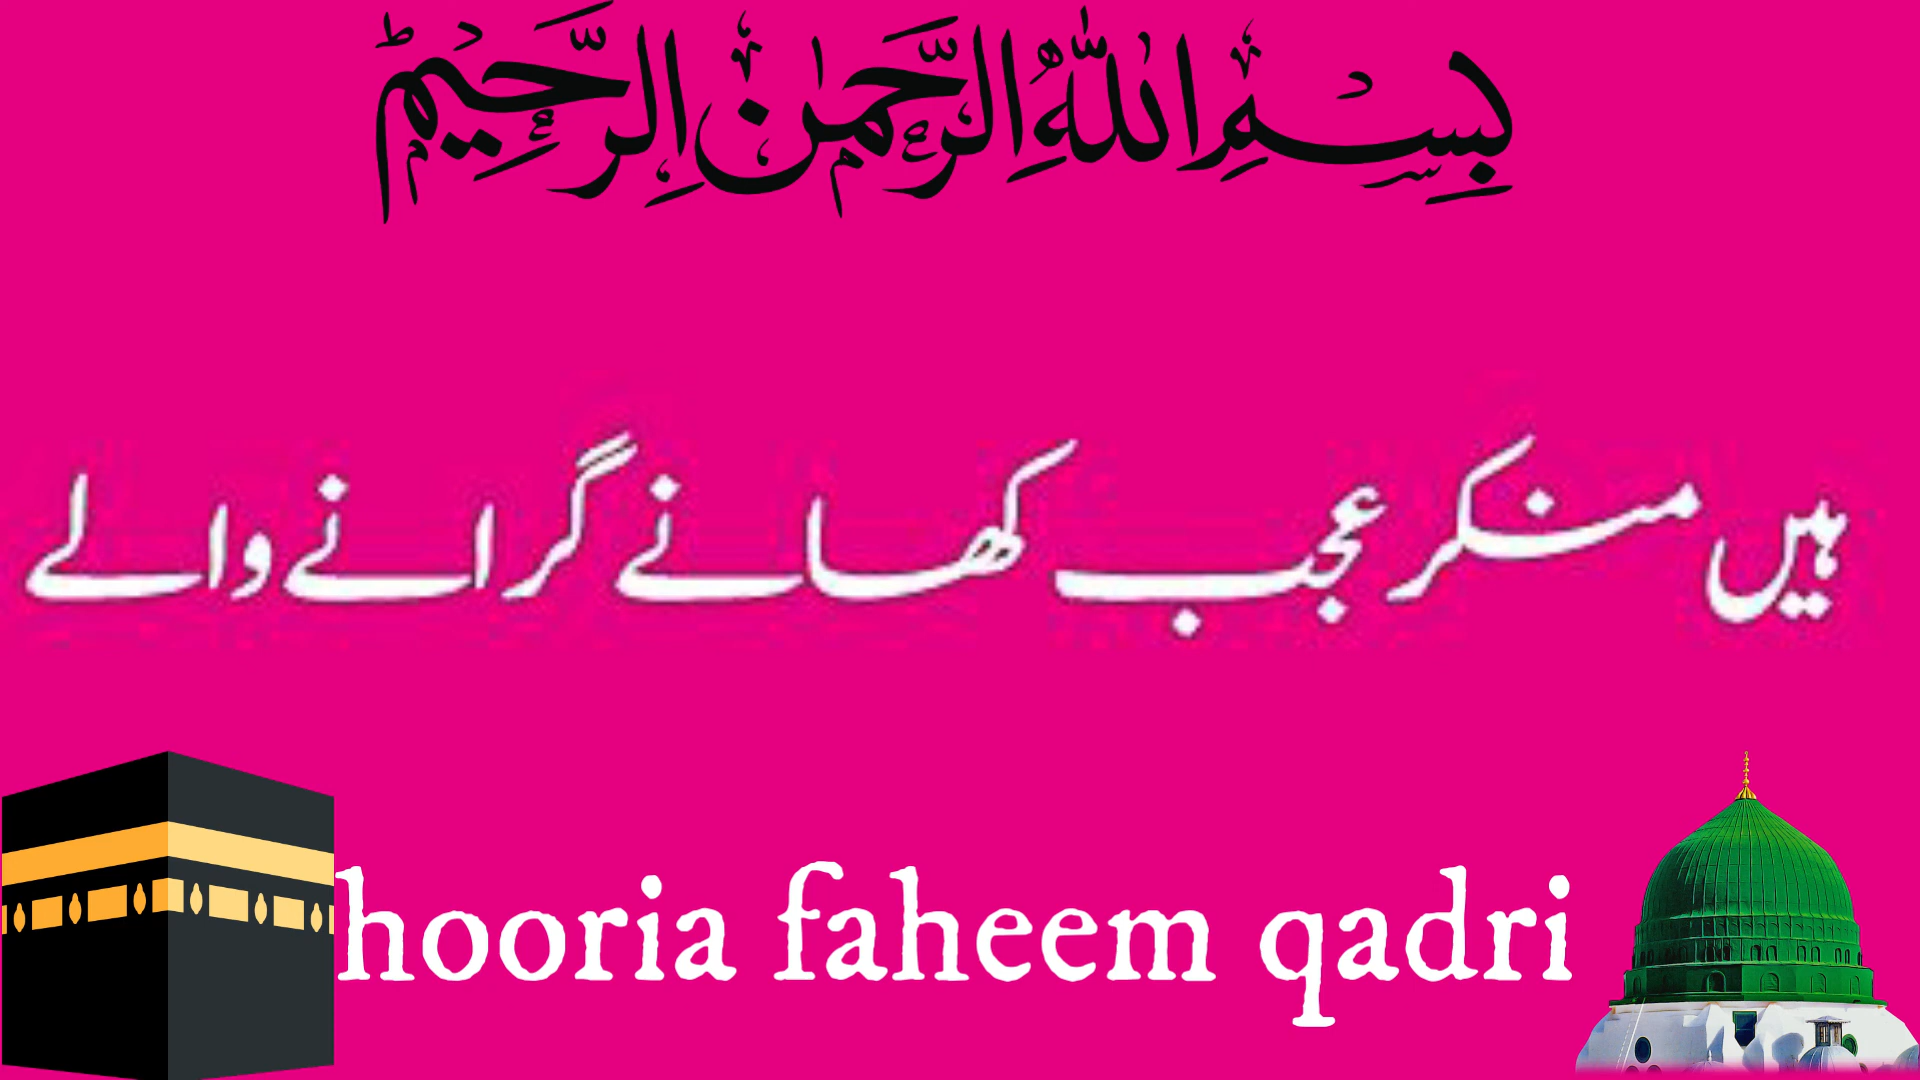 بِسْمِ اللّٰهِ الرَّحْمٰنِ الرَّحِيْمِ
ہیں منکر عجب کھانے گرانے والے
hooria faheem qadri